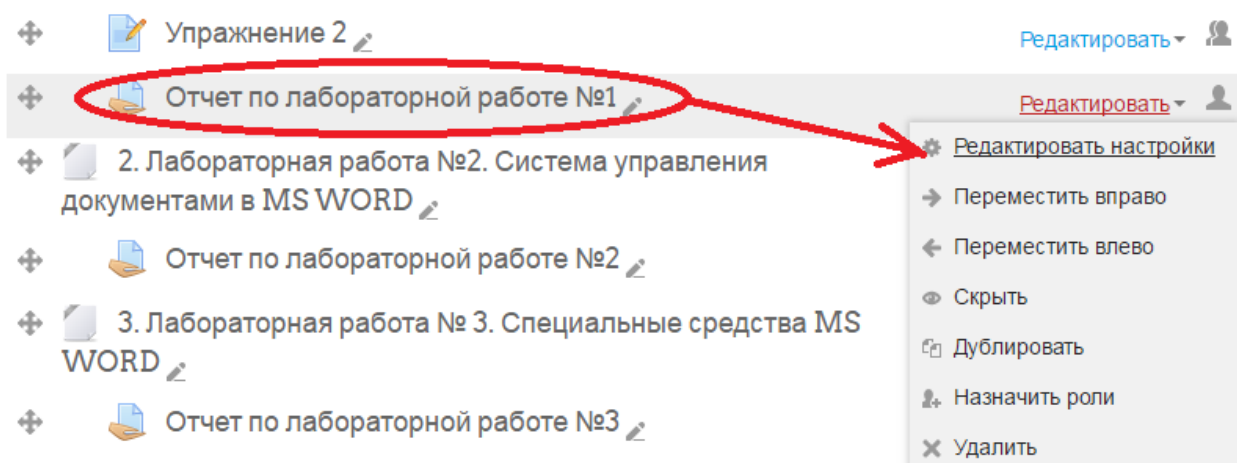 Упражнение 2
Редактировать
Отчет по лабораторной работе №1
Редактировать
Редактировать настройки
2. Лабораторная работа №2. Система управления
документами в MS WORD
Переместить вправо
Переместить влево
Отчет по лабораторной работе №2
Скрыть
3. Лабораторная работа № 3. Специальные средства MS
WORD
Дублировать
Назначить роли
Отчет по лабораторной работе №3
Удалить